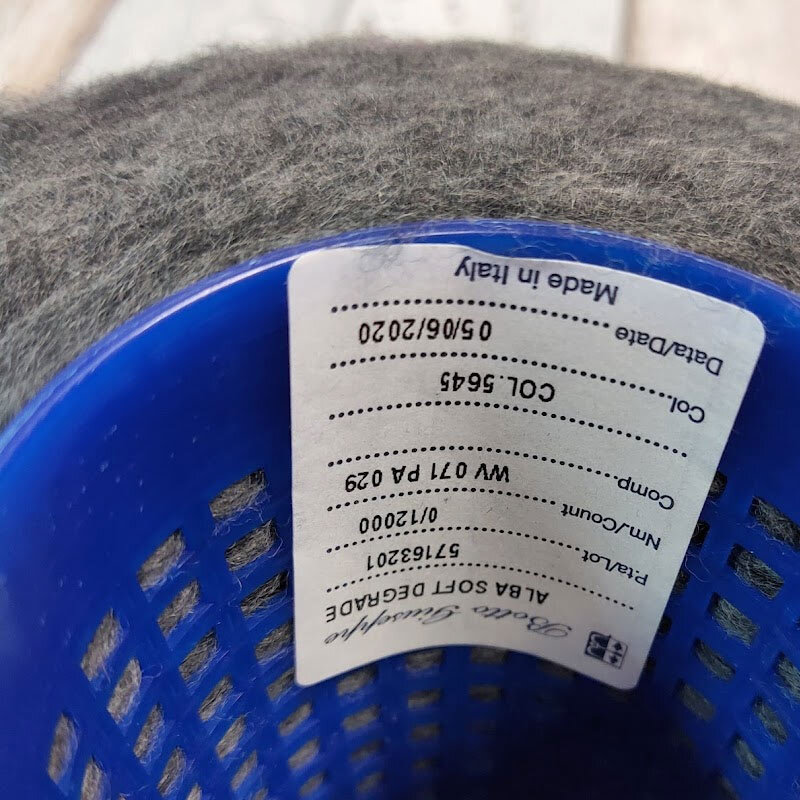 Botto Giuseppe
ALBA SOFT DEGRADE
P.ta/Lot 57163201
Nm./Count 0/12000
Comp. WV 071 PA 029
Col. COL.5645
Data/Date 05/06/2020
Made in Italy